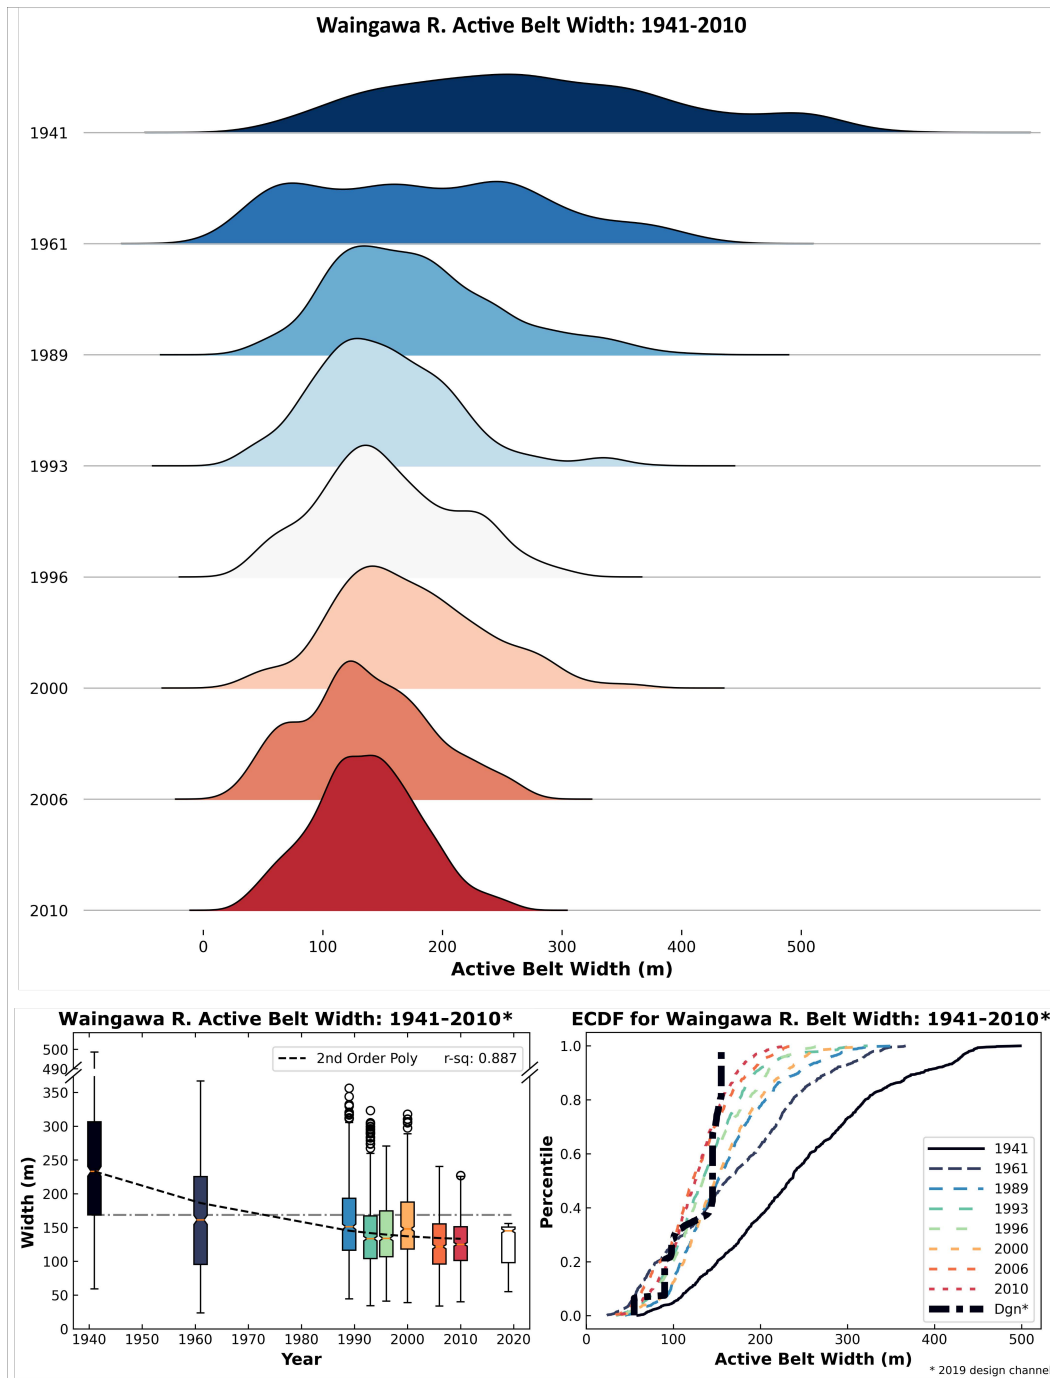 Waingawa R. Active Belt Width: 1941-2010
1941
1961
1989
1993
1996
2000
2006
2010
0 100 200 300 400 500
Active Belt Width (m)
Waingawa R. Active Belt Width: 1941-2010*
500
490
350
300
250
200
150
100
50
0
Width (m)
2nd Order Poly r-sq: 0.887
1940 1950 1960 1970 1980 1990 2000 2010 2020
Year
ECDF for Waingawa R. Belt Width: 1941-2010*
1.0
0.8
0.6
0.4
0.2
0.0
Percentile
1941
1961
1989
1993
1996
2000
2006
2010
Dgn*
0 100 200 300 400 500
Active Belt Width (m)
* 2019 design channel